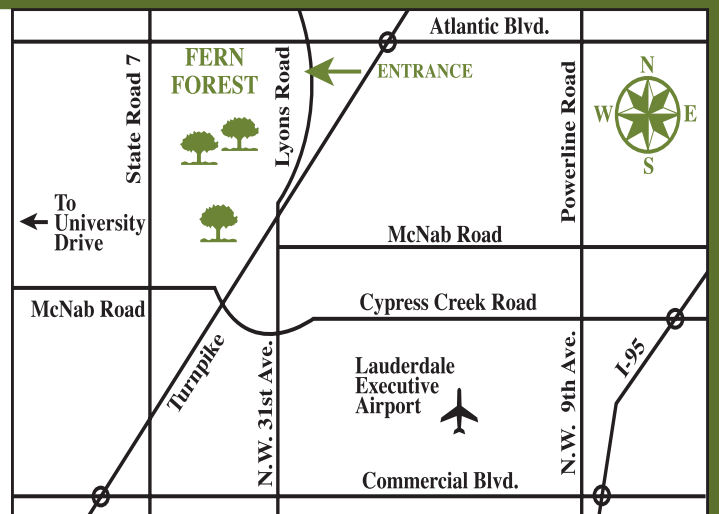 Atlantic Blvd.
FERN
FOREST
ENTRANCE
State Road 7
Lyons Road
Powerline Road
N
W
E
S
To
University
Drive
McNab Road
McNab Road
Cypress Creek Road
Turnpike
N.W. 31st Ave.
Lauderdale
Executive
Airport
N.W. 9th Ave.
I-95
Commercial Blvd.